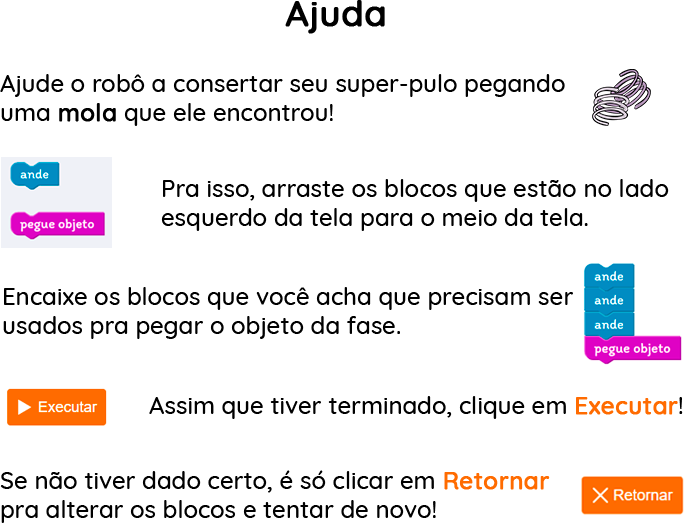 Ajuda
Ajude o robô a consertar seu super-pulo pegando
uma mola que ele encontrou!
ande
pegue objeto
Pra isso, arraste os blocos que estão no lado
esquerdo da tela para o meio da tela.
Encaixe os blocos que você acha que precisam ser
usados pra pegar o objeto da fase.
ande
ande
ande
pegue objeto
Executar
Assim que tiver terminado, clique em Executar!
Se não tiver dado certo, é só clicar em Retornar
pra alterar os blocos e tentar de novo!
Retornar